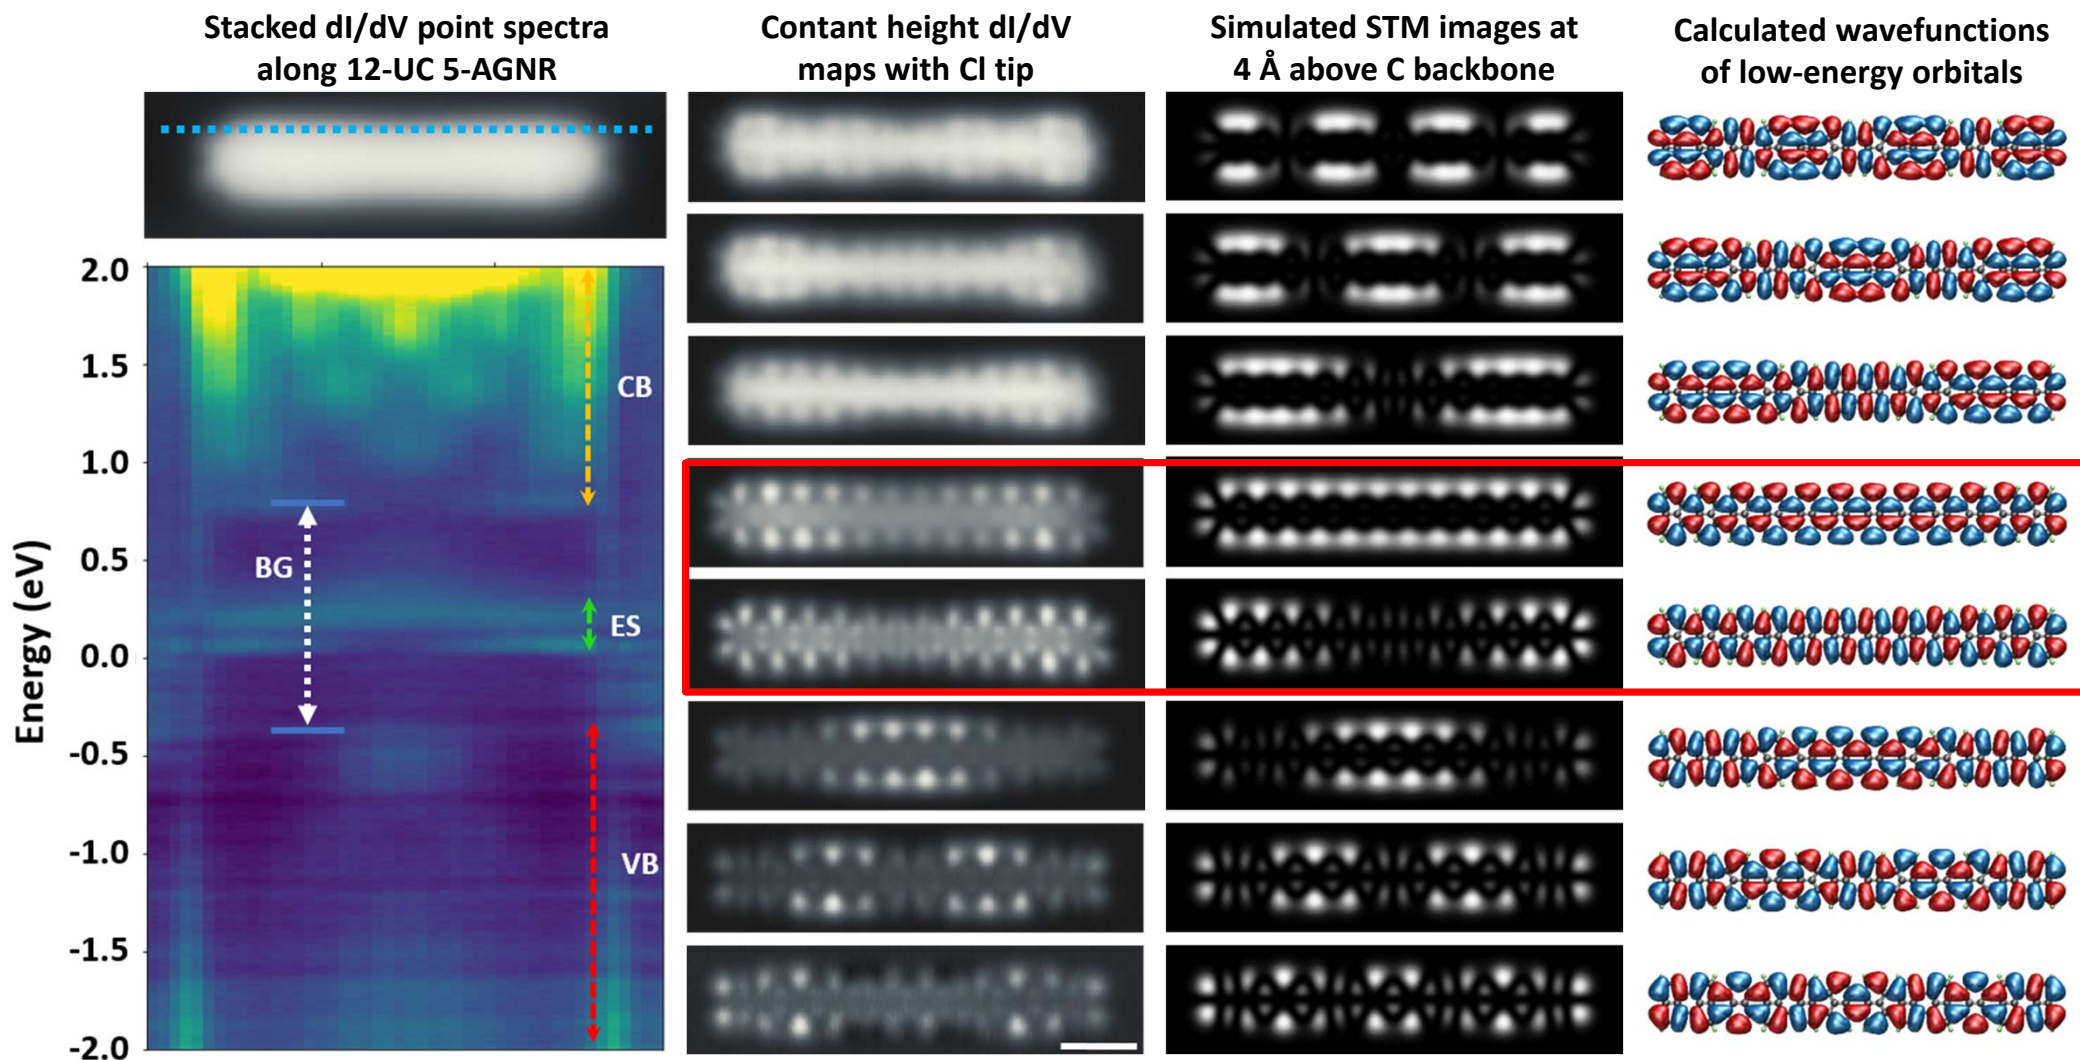 Stacked dI/dV point spectra
along 12-UC 5-AGNR
Contant height dI/dV
maps with Cl tip
Simulated STM images at
4 Å above C backbone
Calculated wavefunctions
of low-energy orbitals
Energy (eV)
2.0
1.5
1.0
0.5
0.0
-0.5
-1.0
-1.5
-2.0
CB
BG
ES
VB